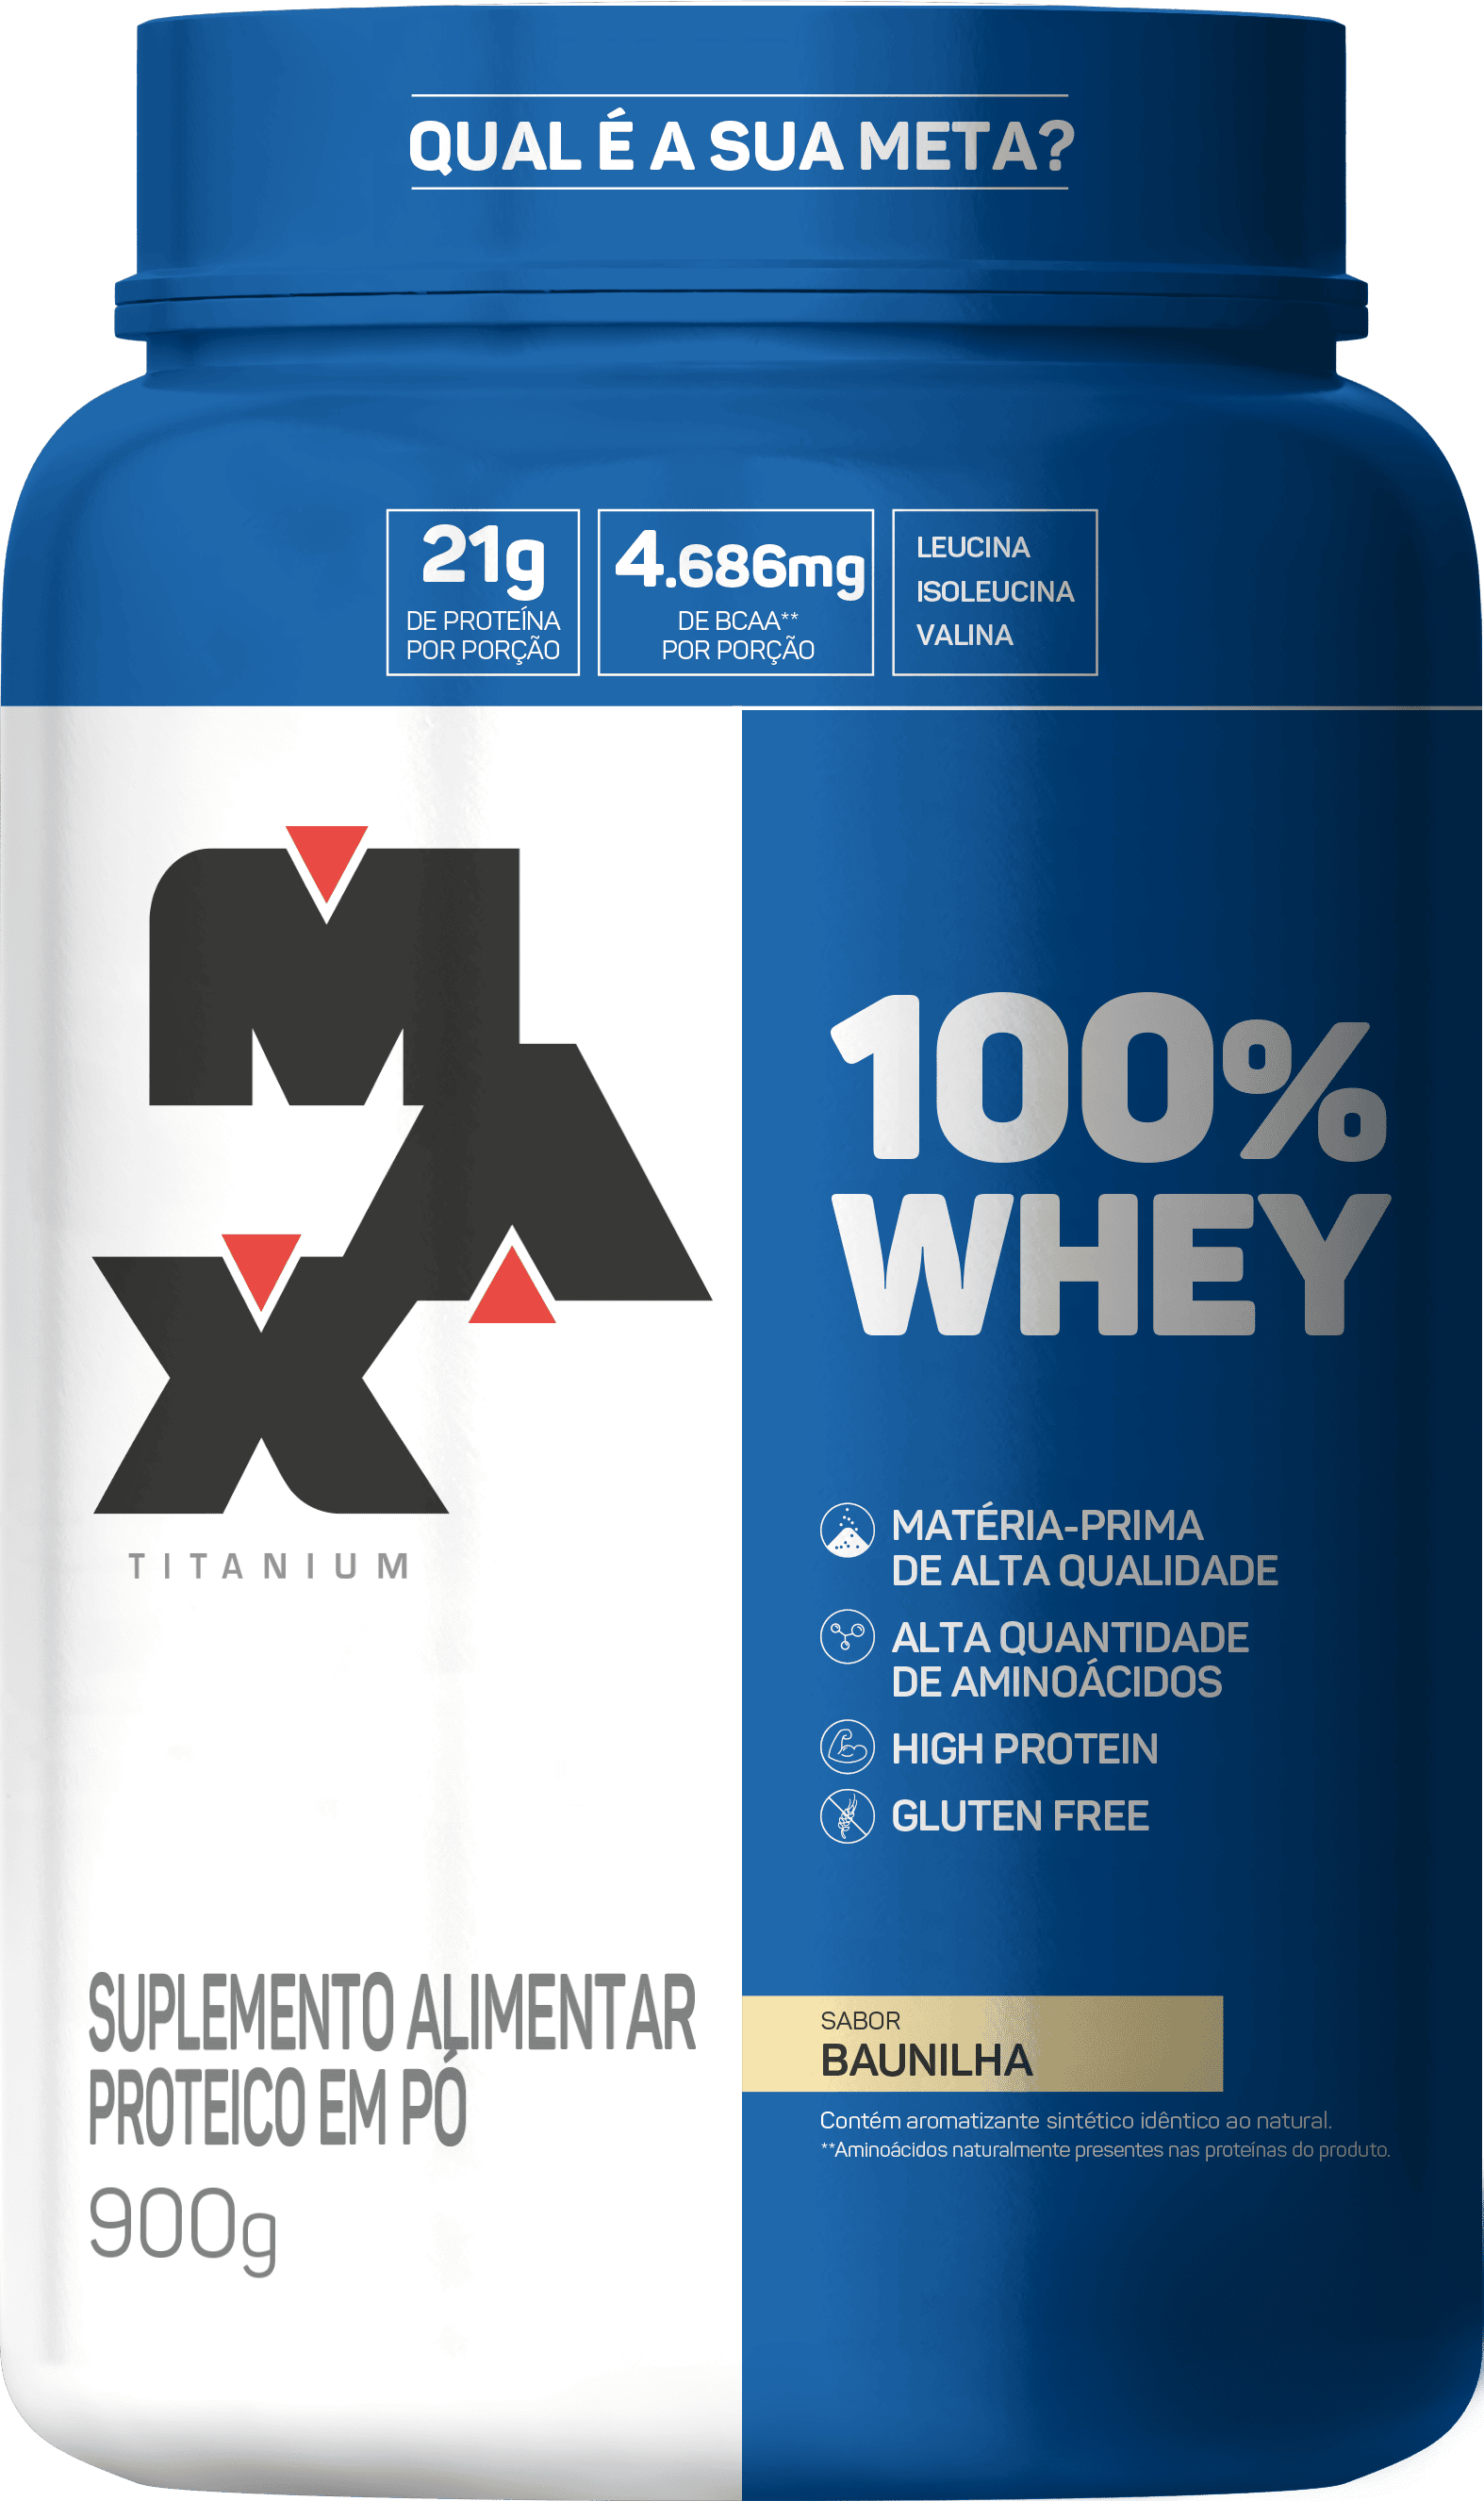 QUAL É A SUA META?
21g
DE PROTEÍNA
POR PORÇÃO
4.686mg
DE BCAA**
POR PORÇÃO
LEUCINA
ISOLEUCINA
VALINA
MAX
TITANIUM
100%
WHEY
MATÉRIA-PRIMA
DE ALTA QUALIDADE
ALTA QUANTIDADE
DE AMINOÁCIDOS
HIGH PROTEIN
GLUTEN FREE
SUPLEMENTO ALIMENTAR
PROTEICO EM PÓ
900g
SABOR
BAUNILHA
Contém aromatizante sintético idêntico ao natural.
**Aminoácidos naturalmente presentes nas proteínas do produto.